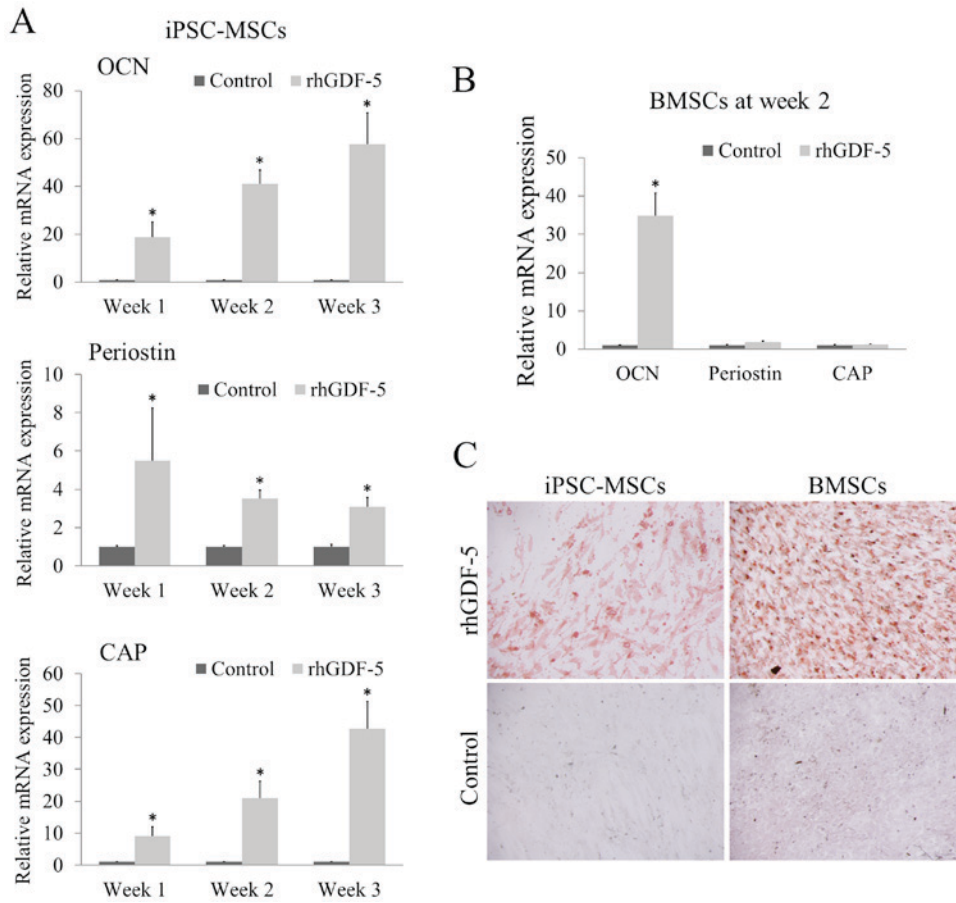 A
iPSC-MSCs
OCN
Control rhGDF-5
Relative mRNA expression
80
60
40
20
0
*
*
*
Week 1 Week 2 Week 3
Periostin
Control rhGDF-5
Relative mRNA expression
10
8
6
4
2
0
*
*
*
Week 1 Week 2 Week 3
CAP
Control rhGDF-5
Relative mRNA expression
60
50
40
30
20
10
0
*
*
*
Week 1 Week 2 Week 3
B
BMSCs at week 2
Control rhGDF-5
Relative mRNA expression
50
40
30
20
10
0
*
OCN Periostin CAP
C
iPSC-MSCs BMSCs
rhGDF-5
Control